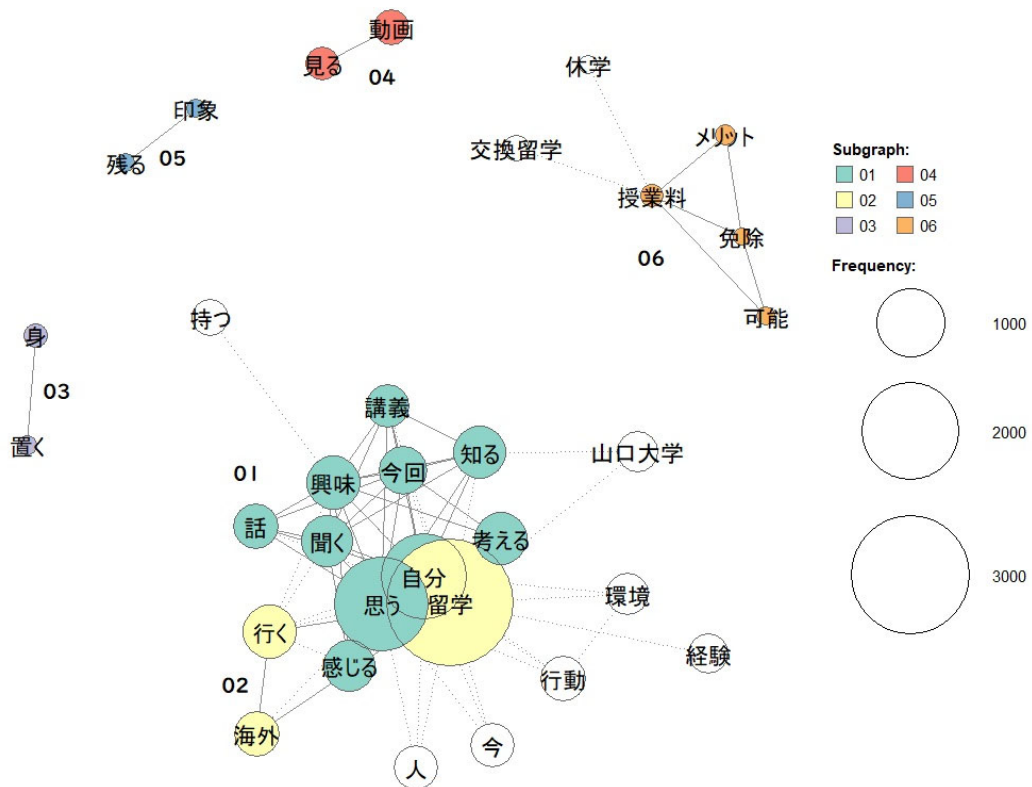 動画
見る
04
休学
印象
残る
05
メリット
交換留学
授業料
免除
06
可能
Subgraph:
01 04
02 05
03 06
Frequency:
1000
2000
3000
持つ
身
03
置く
講義
知る
山口大学
01
興味
今回
話
聞く
考える
自分
思う
留学
環境
行く
感じる
行動
経験
02
海外
今
人